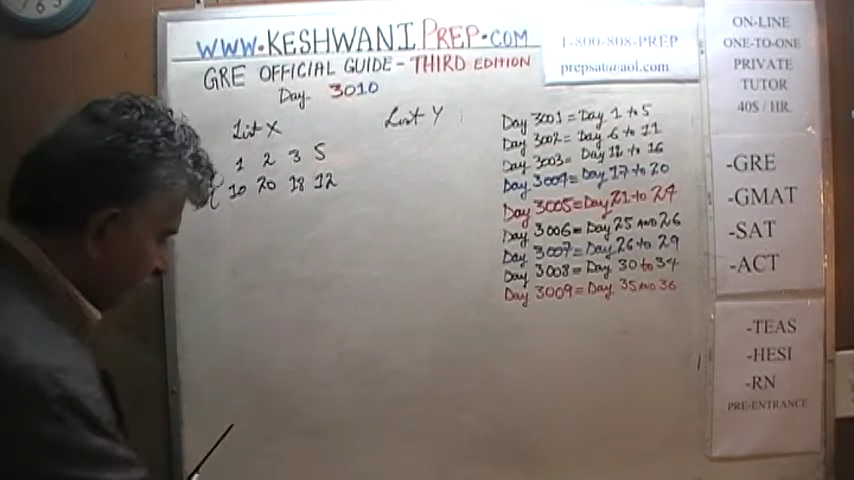 WWW.KESHWANIPREP.COM
GRE OFFICIAL GUIDE - THIRD EDITION
Day 3010
List X
1 2 3 5
10 20 18 12
List Y
1-800-808-PREP
prepsat@aol.com
Day 3001 = Day 1 to 5
Day 3002 = Day 6 to 11
Day 3003 = Day 12 to 16
Day 3004 = Day 17 to 20
Day 3005 = Day 21 to 24
Day 3006 = Day 25 AND 26
Day 3007 = Day 26 to 29
Day 3008 = Day 30 to 34
Day 3009 = Day 35 AND 36
ON-LINE
ONE-TO-ONE
PRIVATE
TUTOR
40$ / HR.
-GRE
-GMAT
-SAT
-ACT
-TEAS
-HESI
-RN
PRE-ENTRANCE